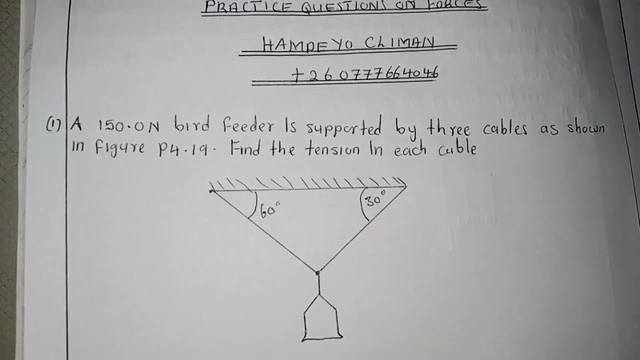 PRACTICE QUESTIONS ON FORCES
HAMPEYO CLIMAN
+260777664046
(1) A 150.0N bird feeder Is supported by three cables as shown
in figure P4.19. Find the tension In each cable
60°
30°